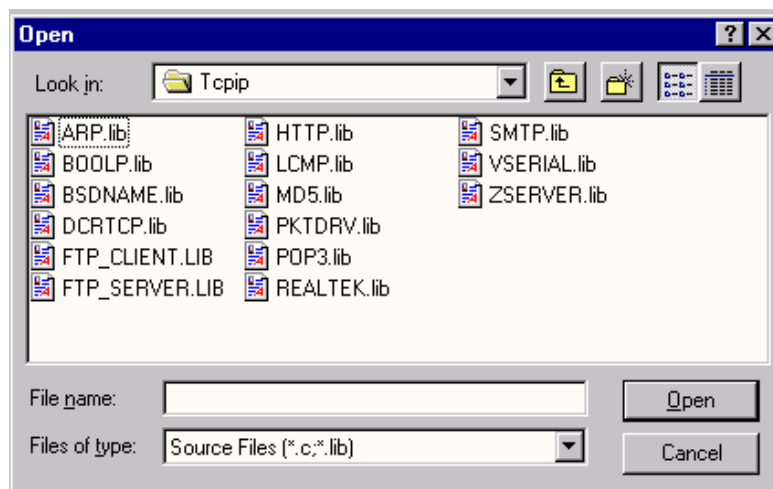 Open
Look in: Tcpip
ARP.lib HTTP.lib SMTP.lib
BOOLP.lib LCMP.lib VSERIAL.lib
BSDNAME.lib MD5.lib ZSERVER.lib
DCRTCP.lib PKTDRV.lib
FTP_CLIENT.LIB POP3.lib
FTP_SERVER.LIB REALTEK.lib
File name: Open
Files of type: Source Files (*.c;*.lib) Cancel